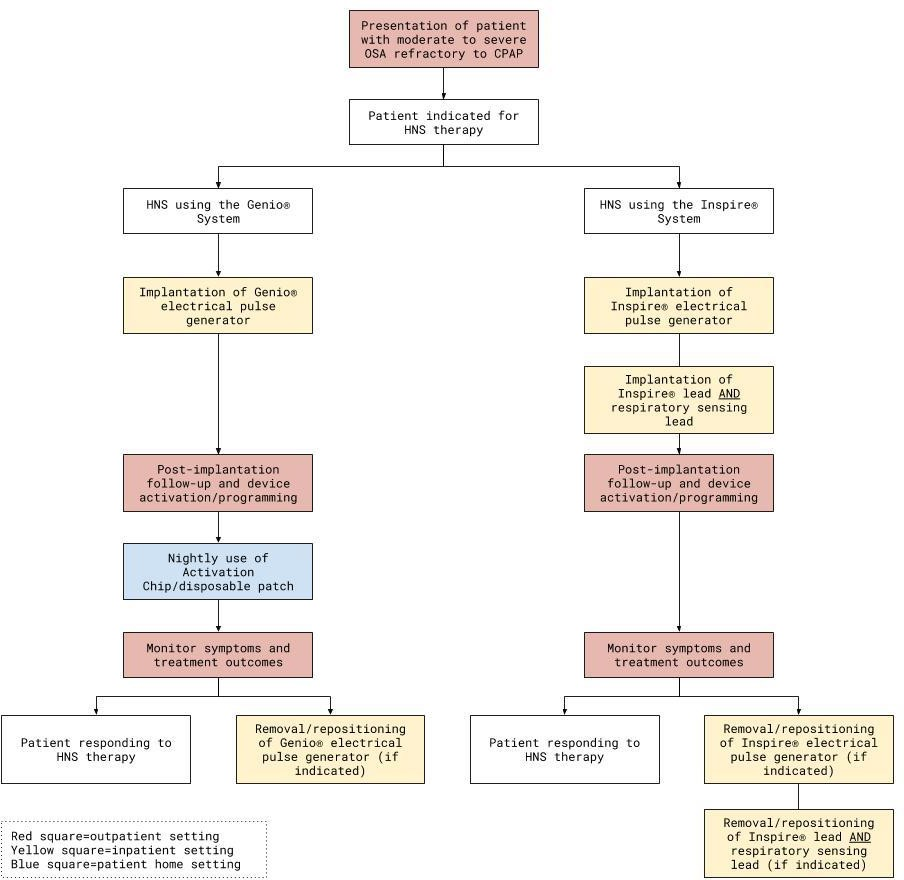 Presentation of patient
with moderate to severe
OSA refractory to CPAP
Patient indicated for
HNS therapy
HNS using the Genio®
System
HNS using the Inspire®
System
Implantation of Genio®
electrical pulse
generator
Implantation of
Inspire® electrical
pulse generator
Implantation of
Inspire® lead AND
respiratory sensing
lead
Post-implantation
follow-up and device
activation/programming
Post-implantation
follow-up and device
activation/programming
Nightly use of
Activation
Chip/disposable patch
Monitor symptoms and
treatment outcomes
Monitor symptoms and
treatment outcomes
Patient responding to
HNS therapy
Removal/repositioning
of Genio® electrical
pulse generator (if
indicated)
Patient responding to
HNS therapy
Removal/repositioning
of Inspire® electrical
pulse generator (if
indicated)
Removal/repositioning
of Inspire® lead AND
respiratory sensing
lead (if indicated)
Red square=outpatient setting
Yellow square=inpatient setting
Blue square=patient home setting